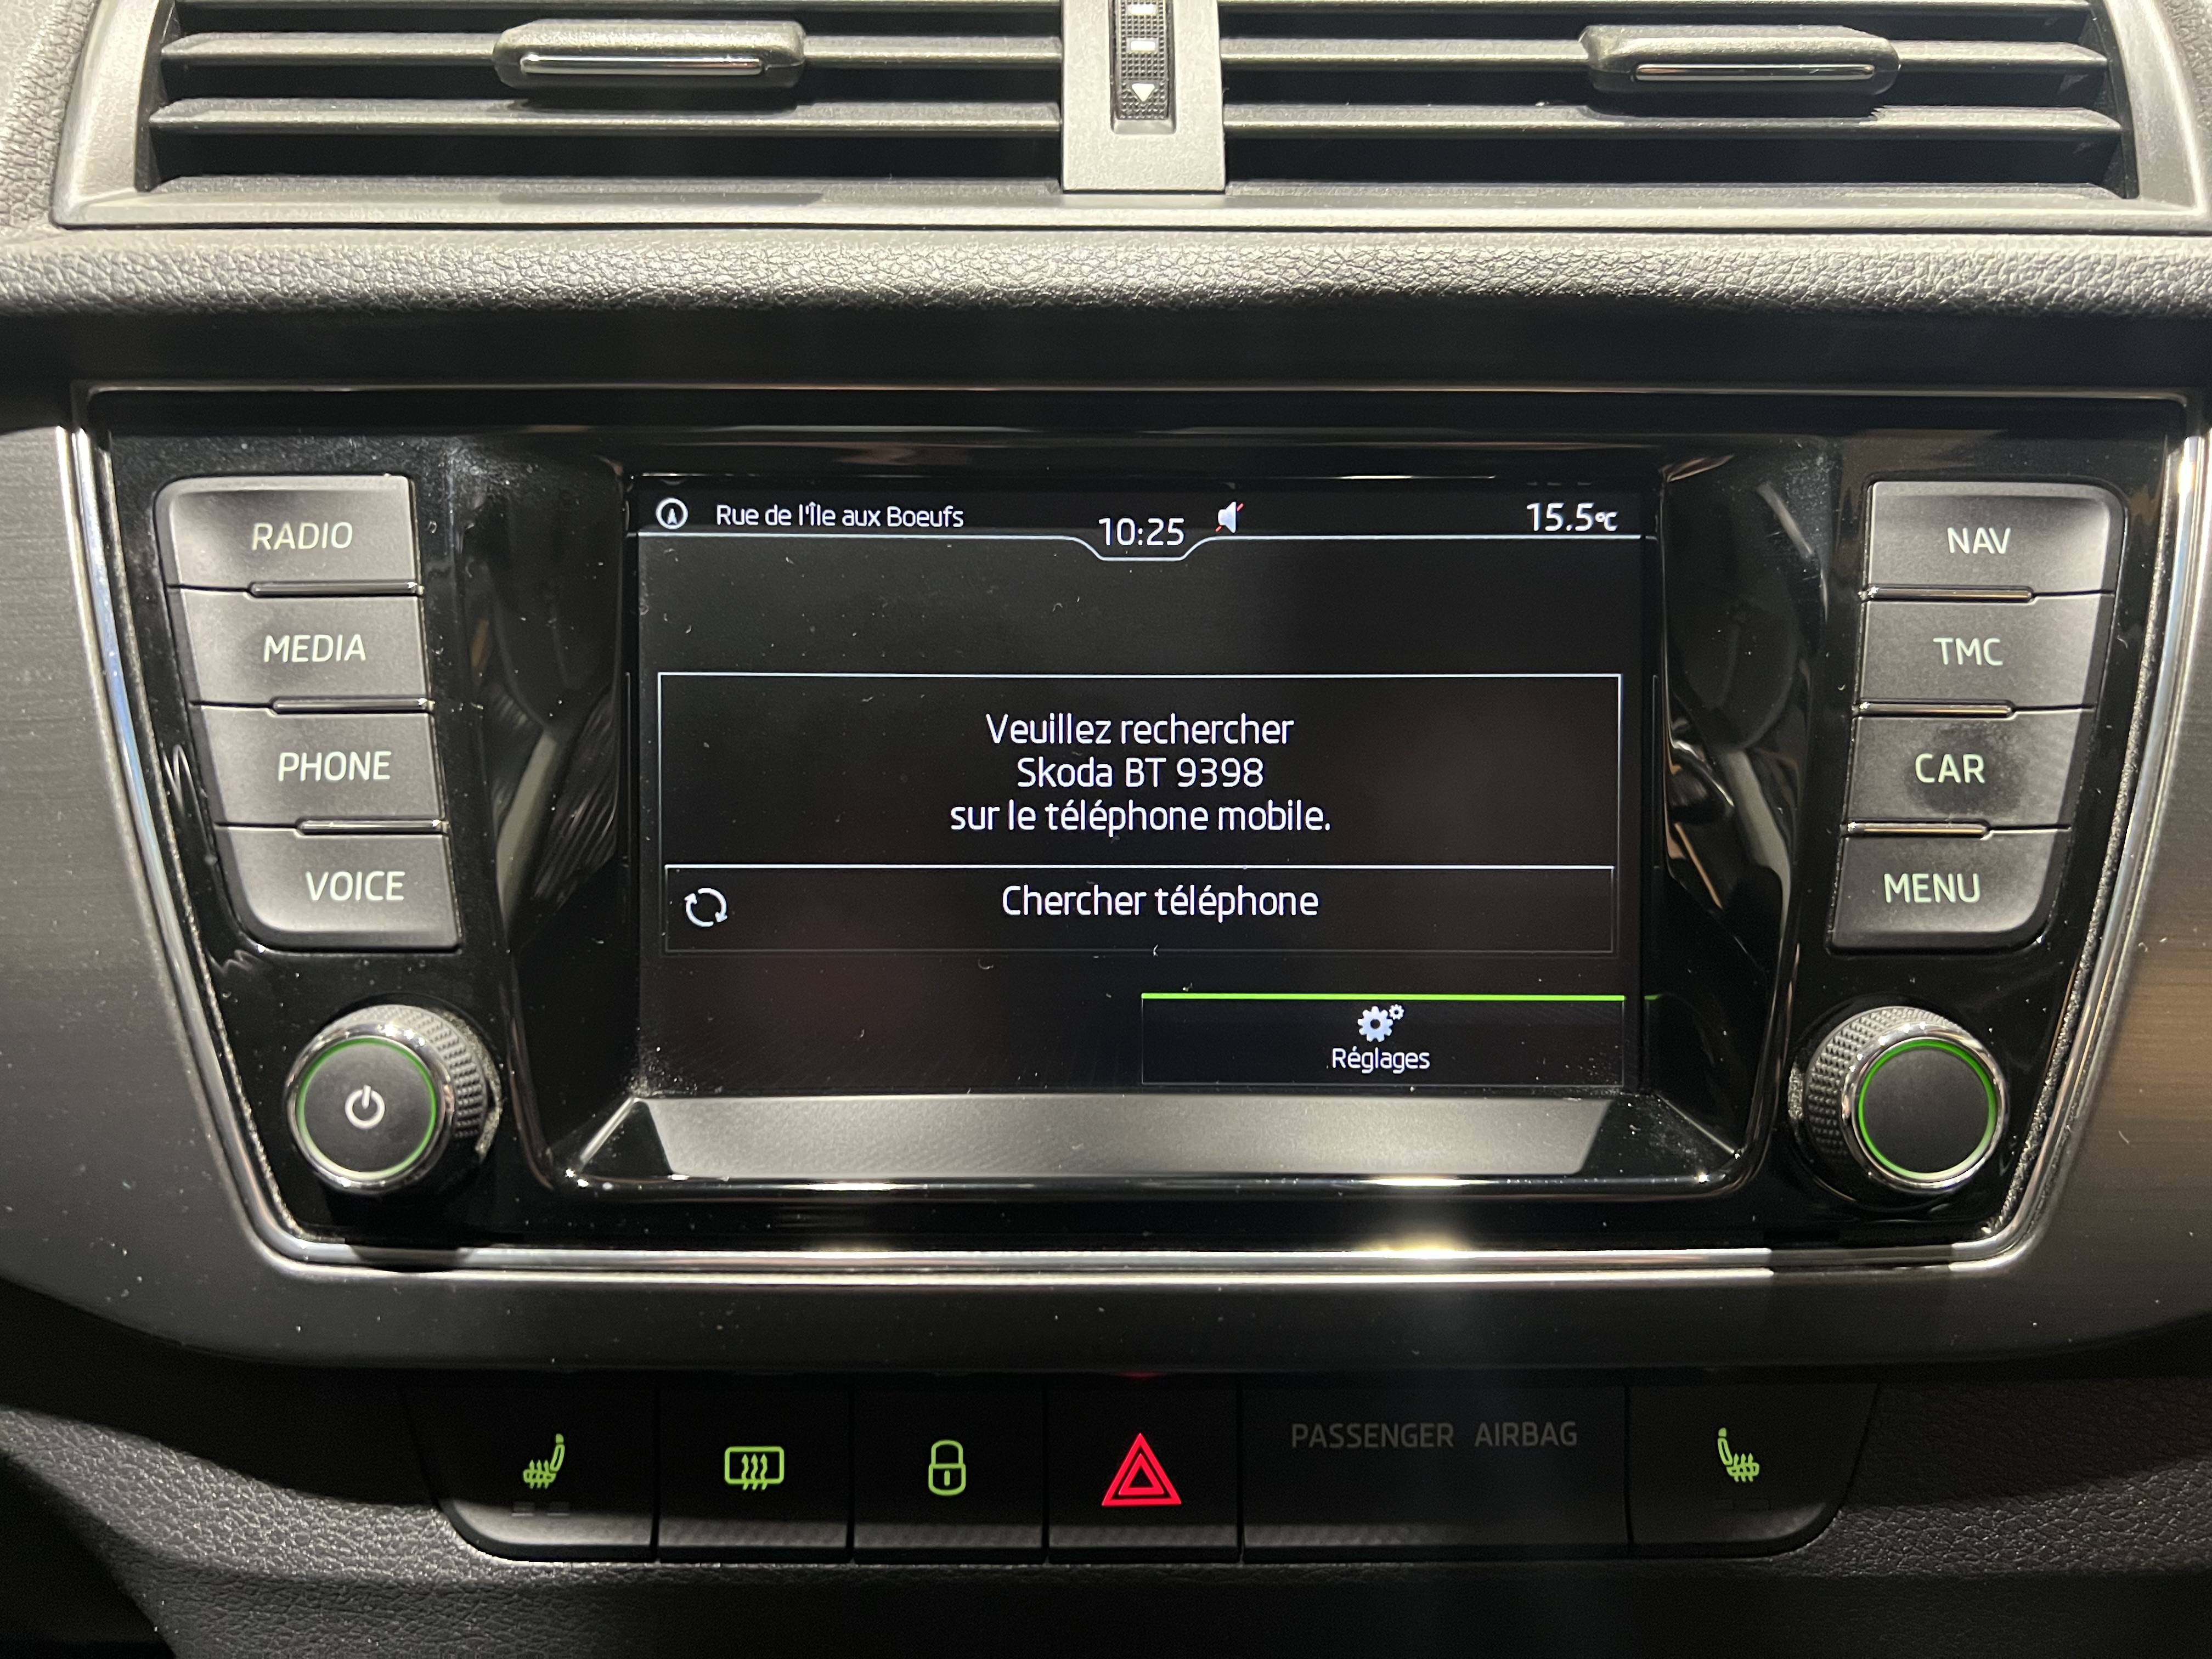 Rue de l'Île aux Boeufs
10:25
15.5°C
RADIO
MEDIA
PHONE
VOICE
Veuillez rechercher
Skoda BT 9398
sur le téléphone mobile.
Chercher téléphone
Réglages
NAV
TMC
CAR
MENU
PASSENGER AIRBAG